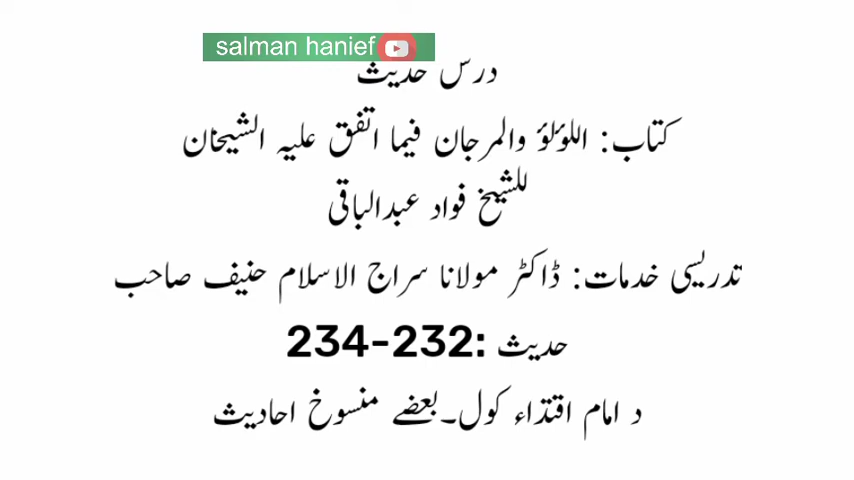 salman hanief
درس حدیث
کتاب: اللؤلؤ والمرجان فیما اتفق علیہ الشیخان
للشیخ فواد عبدالباقی
تدریسی خدمات: ڈاکٹر مولانا سراج الاسلام حنیف صاحب
حدیث :232-234
د امام اقتداء کول۔بعضے منسوخ احادیث